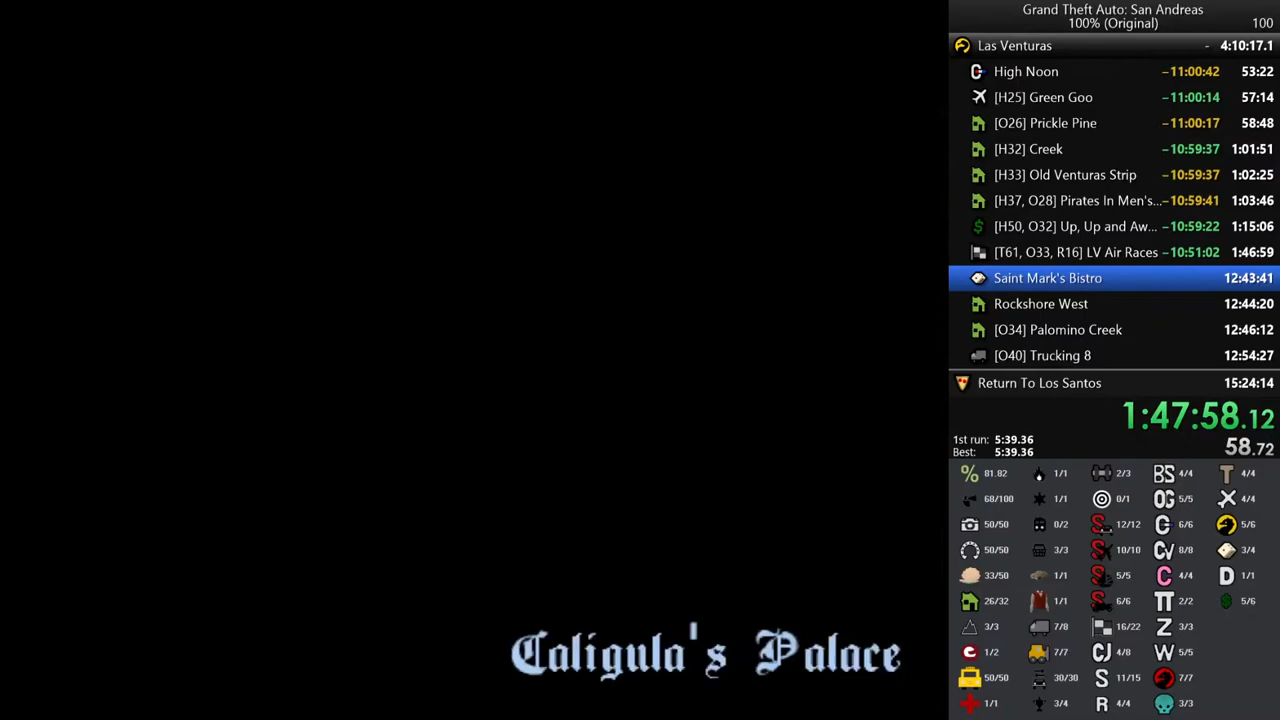 Grand Theft Auto: San Andreas
100% (Original) 100
Las Venturas - 4:10:17.1
High Noon −11:00:42 53:22
[H25] Green Goo −11:00:14 57:14
[O26] Prickle Pine −11:00:17 58:48
[H32] Creek −10:59:37 1:01:51
[H33] Old Venturas Strip −10:59:37 1:02:25
[H37, O28] Pirates In Men's... −10:59:41 1:03:46
[H50, O32] Up, Up and Aw... −10:59:22 1:15:06
[T61, O33, R16] LV Air Races −10:51:02 1:46:59
Saint Mark's Bistro 12:43:41
Rockshore West 12:44:20
[O34] Palomino Creek 12:46:12
[O40] Trucking 8 12:54:27
Return To Los Santos 15:24:14
1:47:58.12
1st run: 5:39.36
Best: 5:39.36
58.72
% 81.82 1/1 2/3 BS 4/4 T 4/4
68/100 1/1 0/1 OG 5/5 4/4
50/50 0/2 S 12/12 C 6/6 5/6
50/50 3/3 S 10/10 CV 8/8 3/4
33/50 1/1 S 5/5 C 4/4 D 1/1
26/32 1/1 S 6/6 2/2 5/6
3/3 7/8 16/22 Z 3/3
1/2 7/7 CJ 4/8 W 5/5
50/50 30/30 S 11/15 7/7
1/1 3/4 R 4/4 3/3
Caligula's Palace